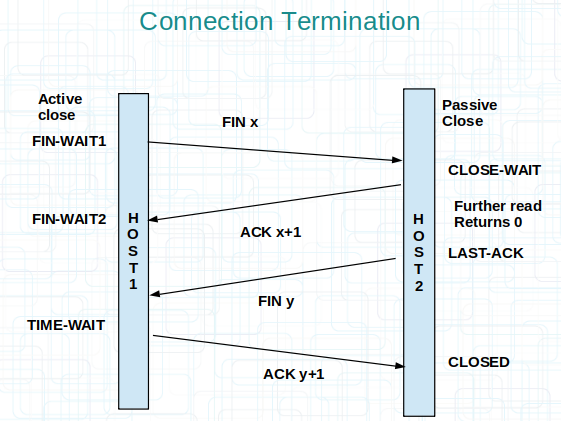 Connection Termination
Active
close
Passive
Close
FIN x
FIN-WAIT1
CLOSE-WAIT
Further read
Returns 0
FIN-WAIT2
HOST1
HOST2
ACK x+1
LAST-ACK
FIN y
TIME-WAIT
CLOSED
ACK y+1